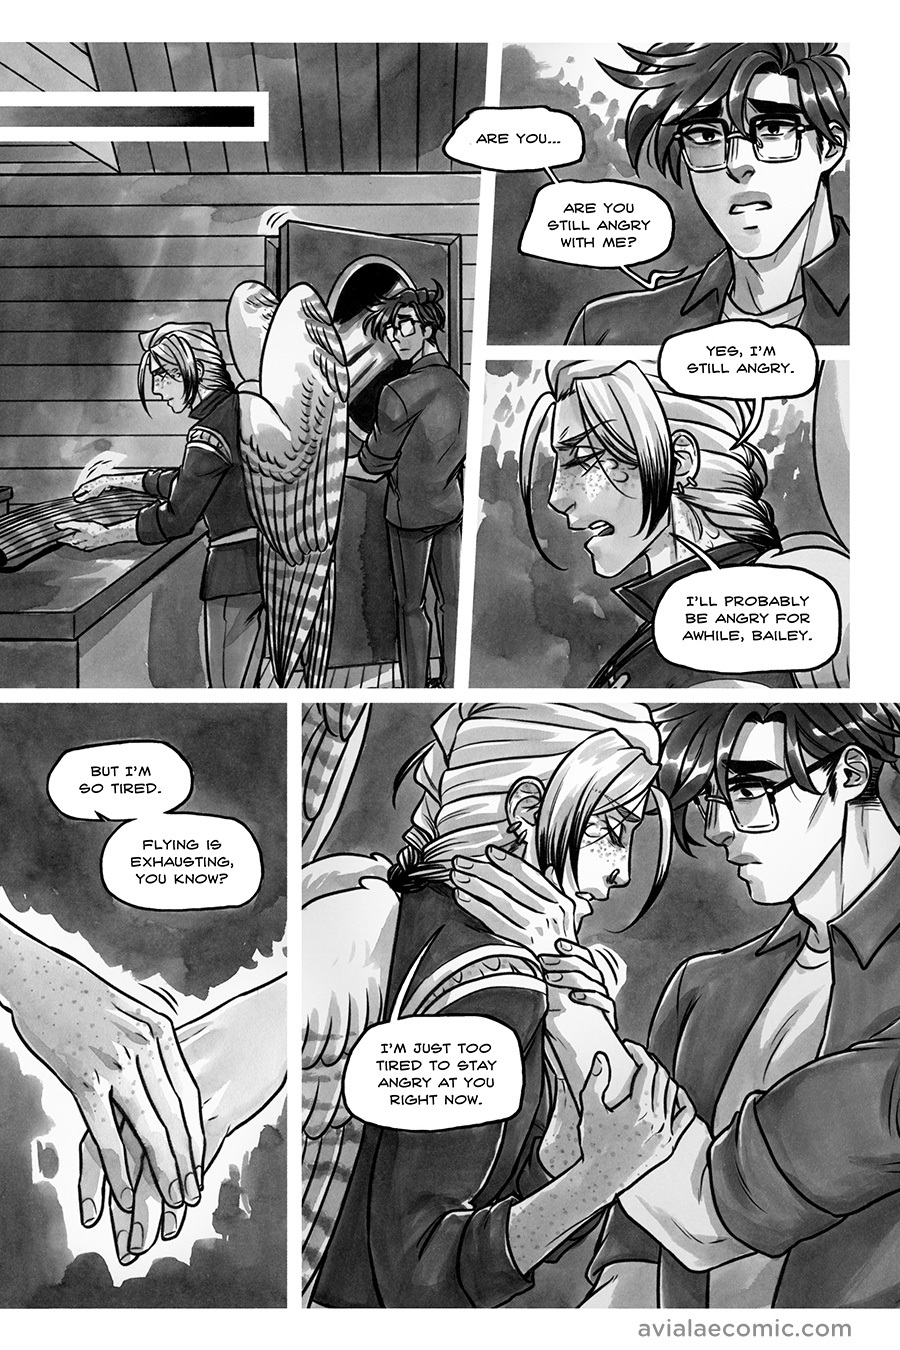 ARE YOU...
ARE YOU
STILL ANGRY
WITH ME?
YES, I'M
STILL ANGRY.
I'LL PROBABLY
BE ANGRY FOR
AWHILE, BAILEY.
BUT I'M
SO TIRED.
FLYING IS
EXHAUSTING,
YOU KNOW?
I'M JUST TOO
TIRED TO STAY
ANGRY AT YOU
RIGHT NOW.
avialaecomic.com